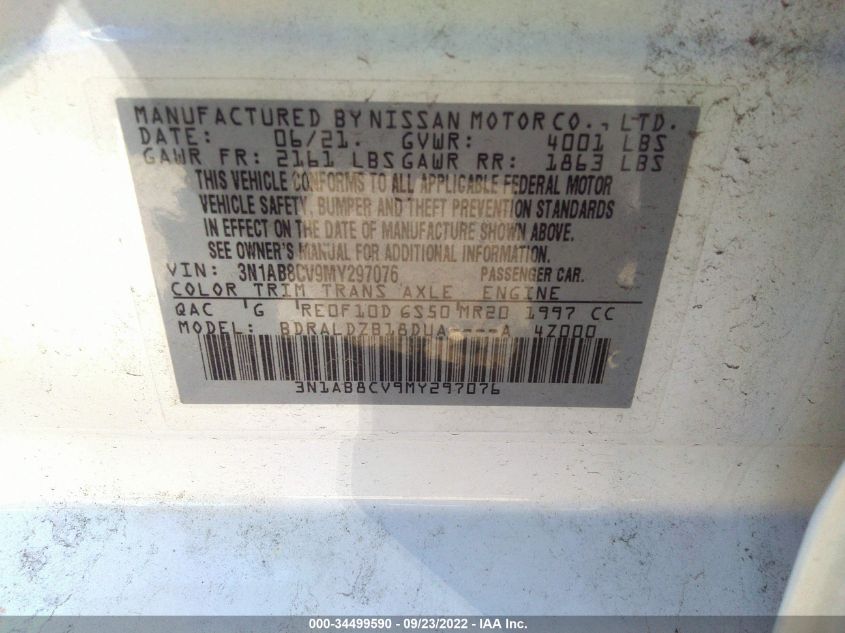 MANUFACTURED BY NISSAN MOTOR CO., LTD.
DATE: 06/21. GVWR: 4001 LBS
GAWR FR: 2161 LBS GAWR RR: 1863 LBS
THIS VEHICLE CONFORMS TO ALL APPLICABLE FEDERAL MOTOR
VEHICLE SAFETY, BUMPER AND THEFT PREVENTION STANDARDS
IN EFFECT ON THE DATE OF MANUFACTURE SHOWN ABOVE.
SEE OWNER'S MANUAL FOR ADDITIONAL INFORMATION.
VIN: 3N1AB8CV9MY297076 PASSENGER CAR.
COLOR TRIM TRANS AXLE ENGINE
QAC G RE0F10D GS50 MR20 1997 CC
MODEL: BDRALDZB18DUA----A 4Z000
3N1AB8CV9MY297076
000-34499590 - 09/23/2022 - IAA Inc.